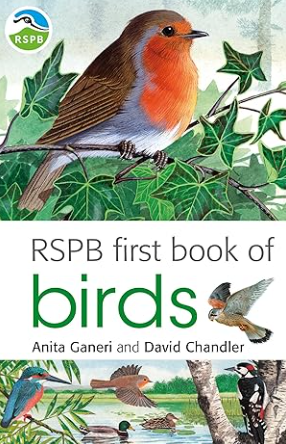 RSPB
RSPB first book of
birds
Anita Ganeri and David Chandler